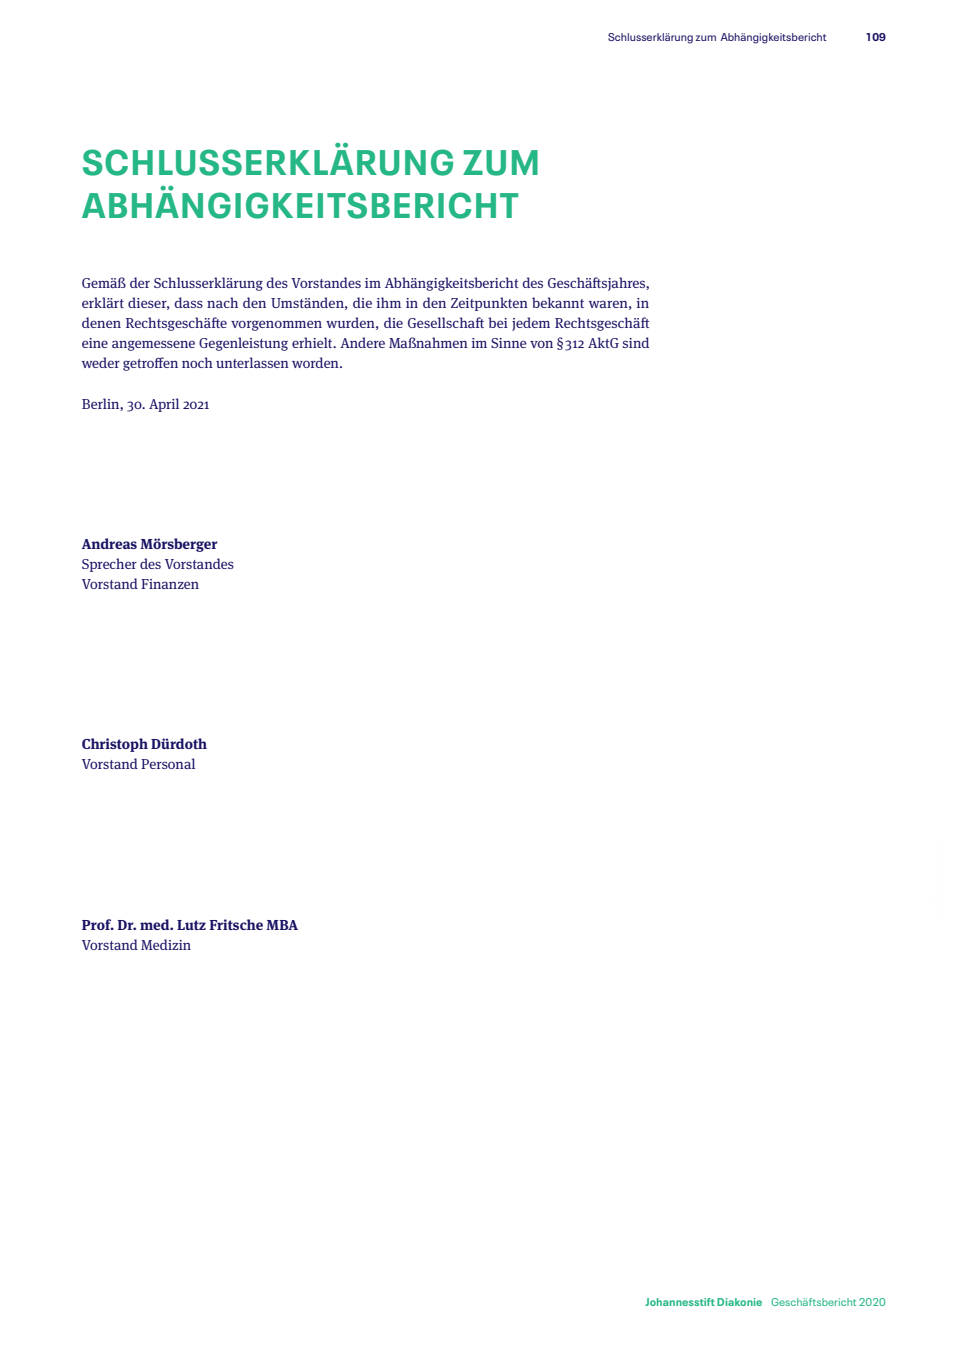 Schlusserklärung zum Abhängigkeitsbericht 109
SCHLUSSERKLÄRUNG ZUM
ABHÄNGIGKEITSBERICHT
Gemäß der Schlusserklärung des Vorstandes im Abhängigkeitsbericht des Geschäftsjahres,
erklärt dieser, dass nach den Umständen, die ihm in den Zeitpunkten bekannt waren, in
denen Rechtsgeschäfte vorgenommen wurden, die Gesellschaft bei jedem Rechtsgeschäft
eine angemessene Gegenleistung erhielt. Andere Maßnahmen im Sinne von § 312 AktG sind
weder getroffen noch unterlassen worden.
Berlin, 30. April 2021
Andreas Mörsberger
Sprecher des Vorstandes
Vorstand Finanzen
Christoph Dürdoth
Vorstand Personal
Prof. Dr. med. Lutz Fritsche MBA
Vorstand Medizin
Johannesstift Diakonie Geschäftsbericht 2020